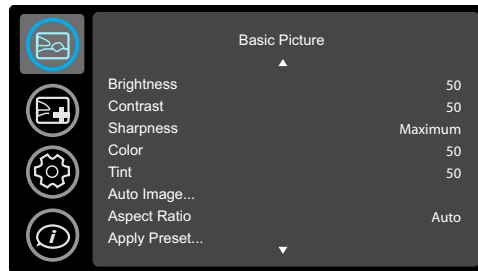 Basic Picture
Brightness 50
Contrast 50
Sharpness Maximum
Color 50
Tint 50
Auto Image...
Aspect Ratio Auto
Apply Preset...
i